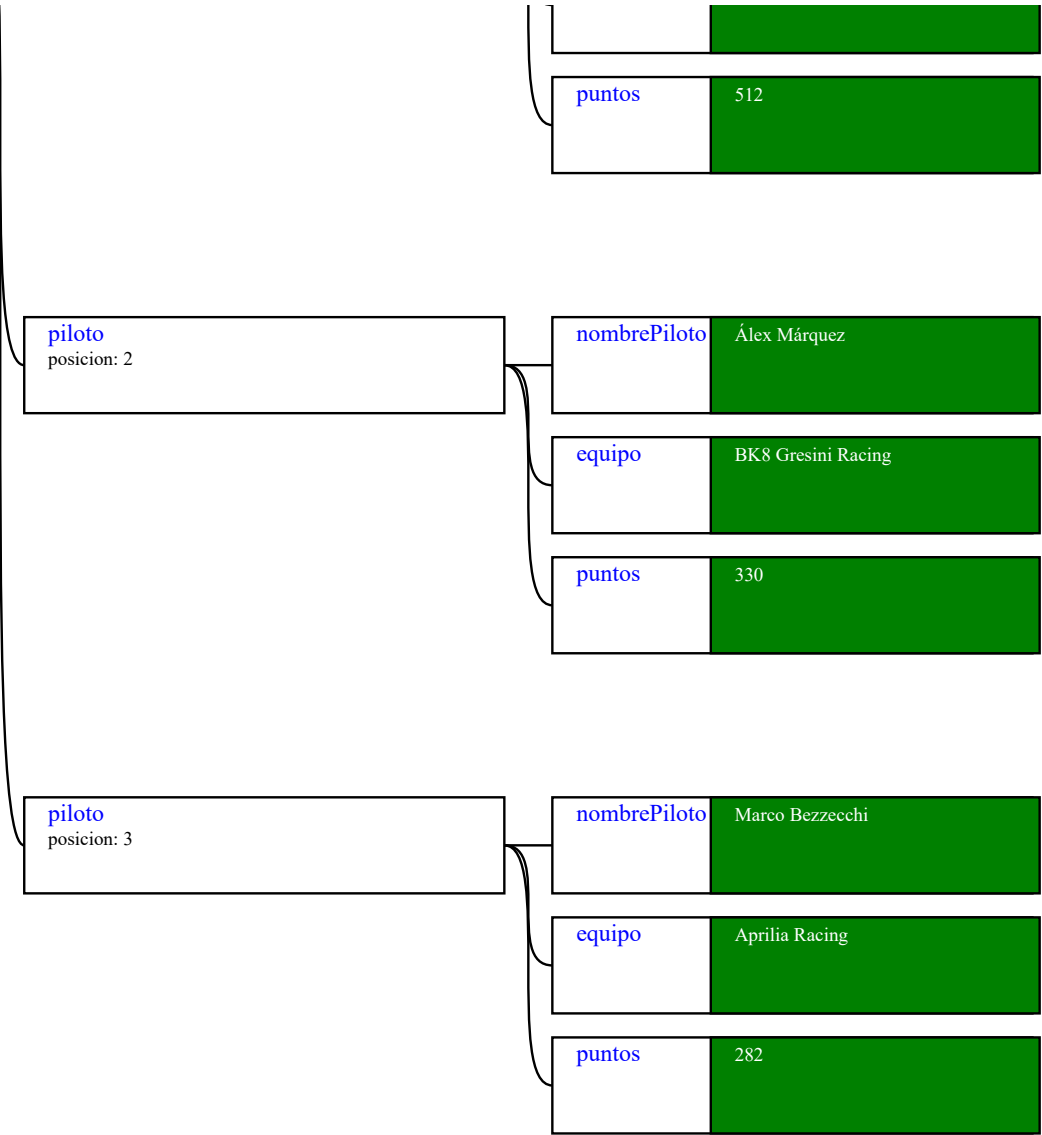 puntos 512
piloto
posicion: 2
nombrePiloto Álex Márquez
equipo BK8 Gresini Racing
puntos 330
piloto
posicion: 3
nombrePiloto Marco Bezzecchi
equipo Aprilia Racing
puntos 282